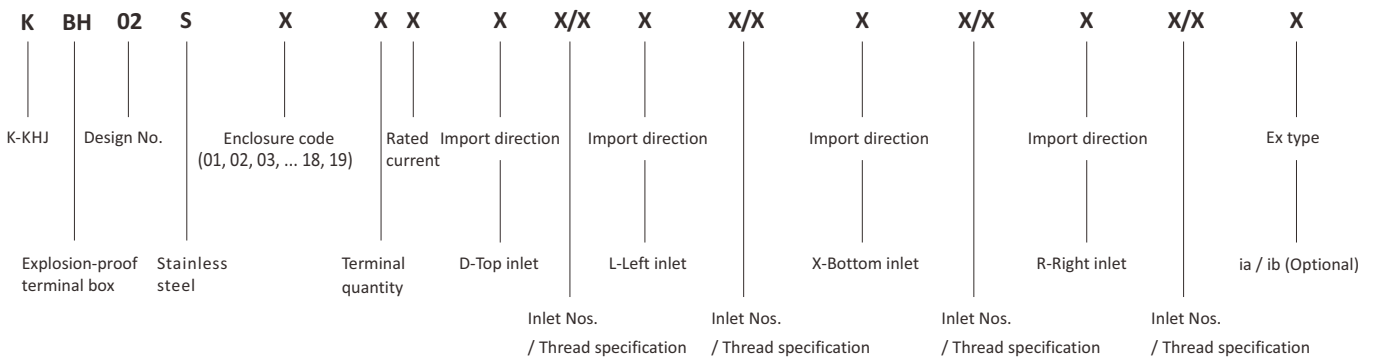 K BH 02 S X X X X X/X X X/X X X/X X X/X X
K-KHJ Design No. Enclosure code Rated Import direction Import direction Import direction Import direction Ex type
(01, 02, 03, ... 18, 19) current
Explosion-proof Stainless Terminal D-Top inlet L-Left inlet X-Bottom inlet R-Right inlet ia / ib (Optional)
terminal box steel quantity
Inlet Nos. Inlet Nos. Inlet Nos. Inlet Nos.
/ Thread specification / Thread specification / Thread specification / Thread specification